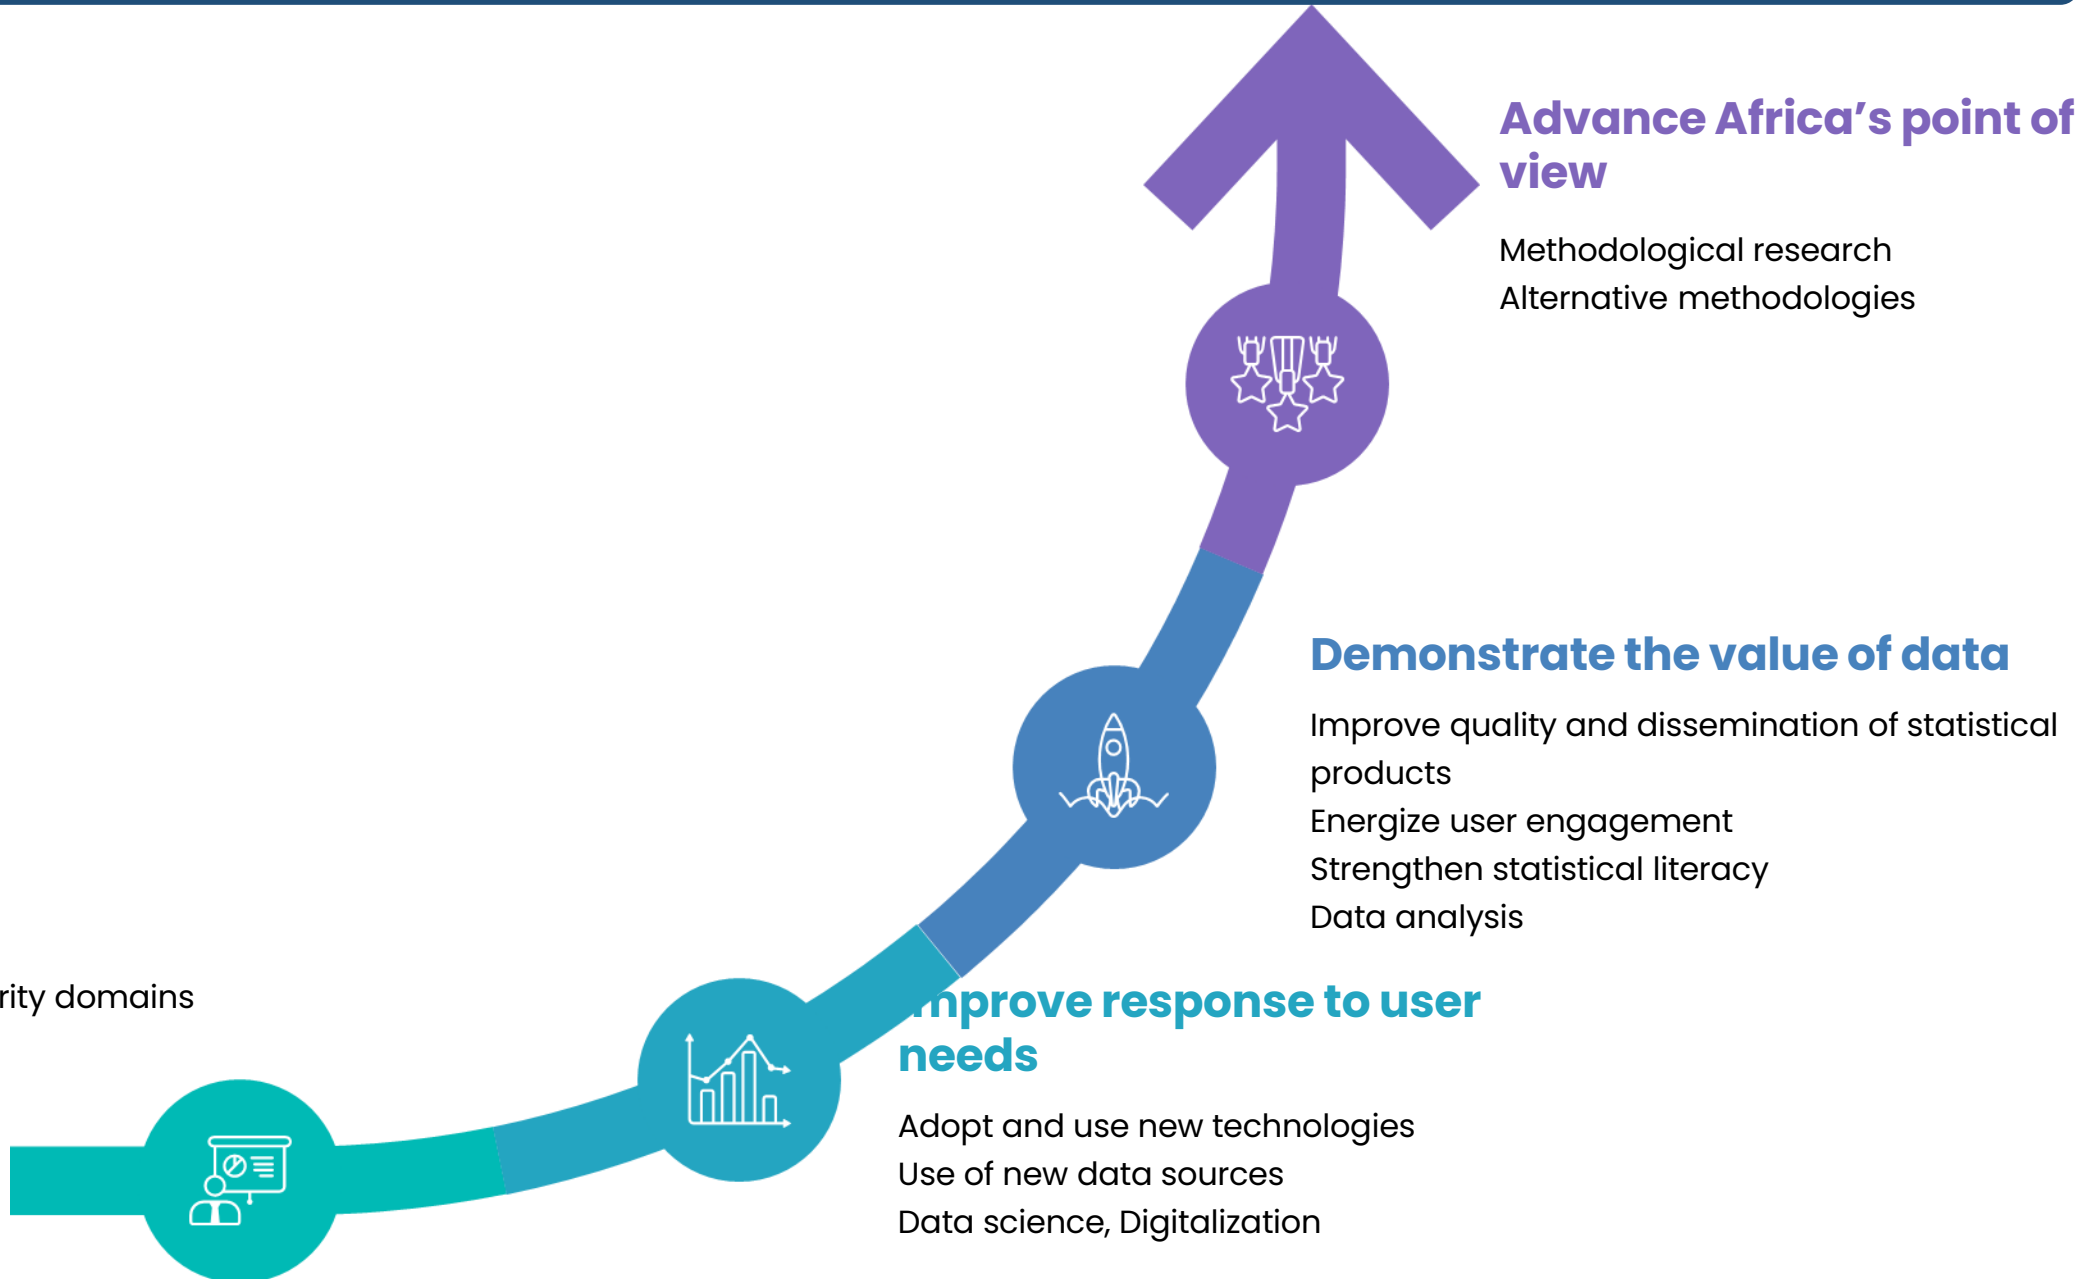 Advance Africa’s point of
view
Methodological research
Alternative methodologies
Demonstrate the value of data
Improve quality and dissemination of statistical
products
Energize user engagement
Strengthen statistical literacy
Data analysis
domains
Improve response to user
needs
Adopt and use new technologies
Use of new data sources
Data science, Digitalization